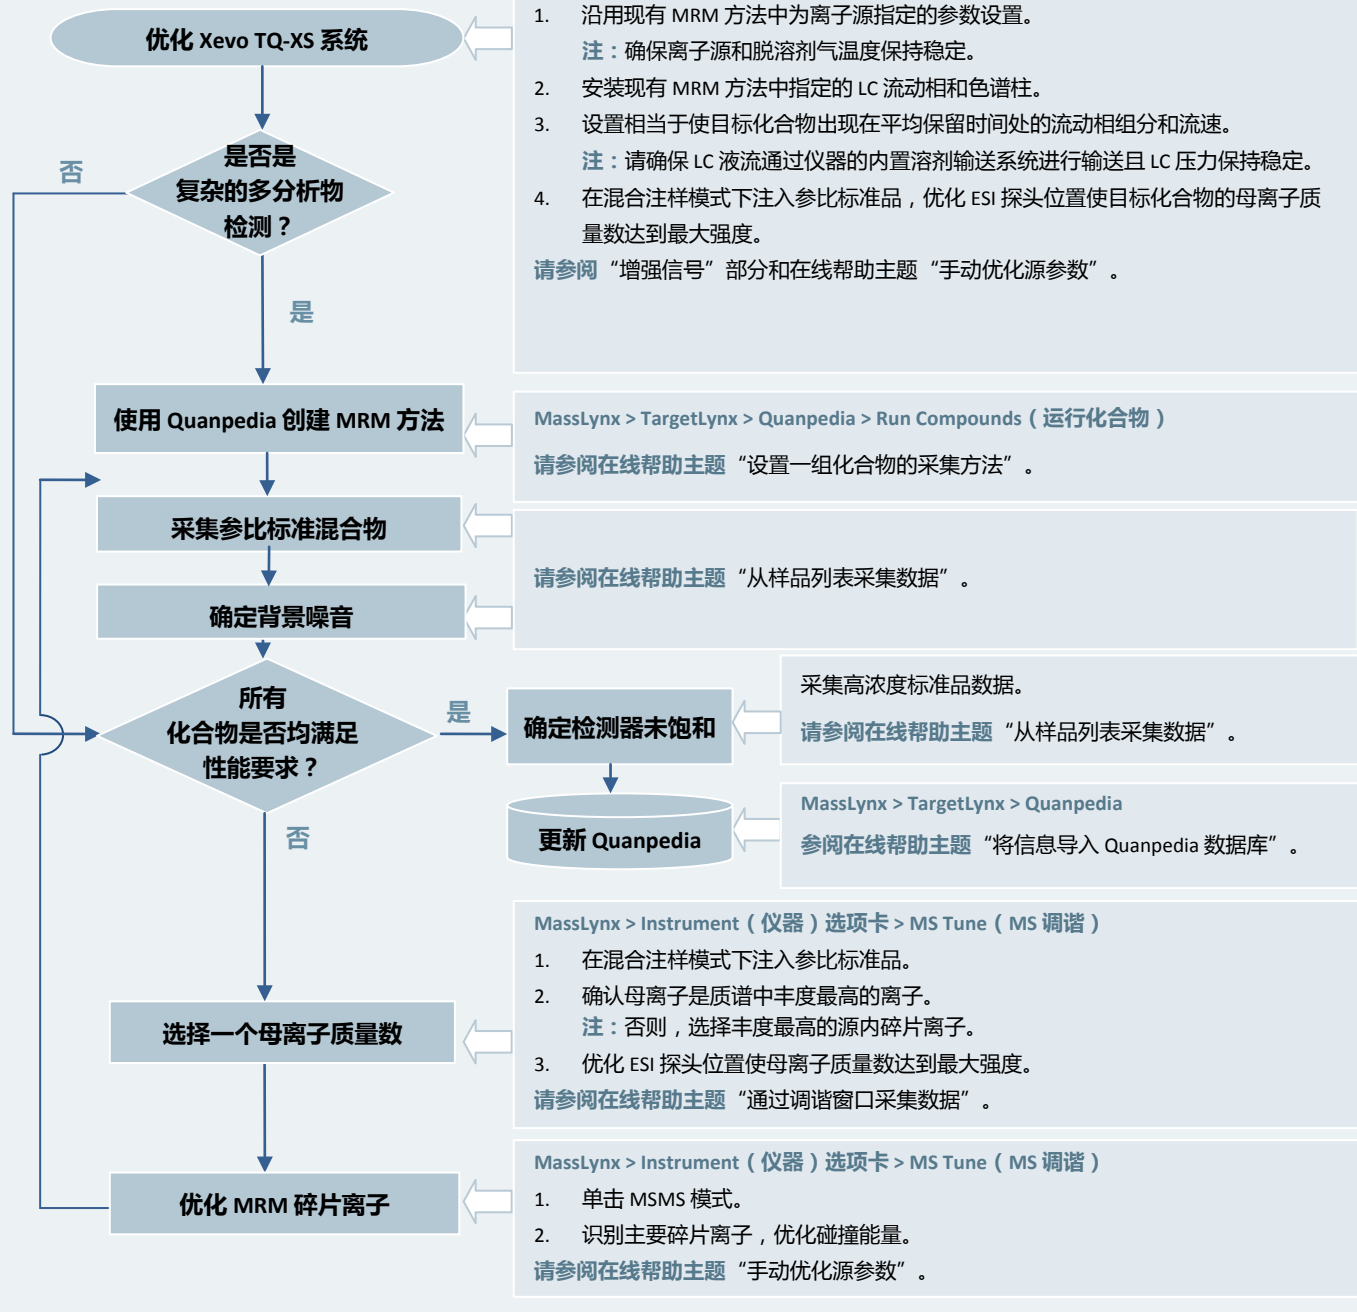 优化 Xevo TQ-XS 系统
1. 沿用现有 MRM 方法中为离子源指定的参数设置。
注：确保离子源和脱溶剂气温度保持稳定。
2. 安装现有 MRM 方法中指定的 LC 流动相和色谱柱。
3. 设置相当于使目标化合物出现在平均保留时间处的流动相组分和流速。
注：请确保 LC 液流通过仪器的内置溶剂输送系统进行输送且 LC 压力保持稳定。
4. 在混合注样模式下注入参比标准品，优化 ESI 探头位置使目标化合物的母离子质
量数达到最大强度。
请参阅“增强信号”部分和在线帮助主题“手动优化源参数”。
否
是否是
复杂的多分析物
检测？
是
使用 Quanpedia 创建 MRM 方法
MassLynx > TargetLynx > Quanpedia > Run Compounds（运行化合物）
请参阅在线帮助主题“设置一组化合物的采集方法”。
采集参比标准混合物
请参阅在线帮助主题“从样品列表采集数据”。
确定背景噪音
所有
化合物是否均满足
性能要求？
是
确定检测器未饱和
采集高浓度标准品数据。
请参阅在线帮助主题“从样品列表采集数据”。
更新 Quanpedia
MassLynx > TargetLynx > Quanpedia
参阅在线帮助主题“将信息导入 Quanpedia 数据库”。
否
选择一个母离子质量数
MassLynx > Instrument（仪器）选项卡 > MS Tune（MS 调谐）
1. 在混合注样模式下注入参比标准品。
2. 确认母离子是质谱中丰度最高的离子。
注：否则，选择丰度最高的源内碎片离子。
3. 优化 ESI 探头位置使母离子质量数达到最大强度。
请参阅在线帮助主题“通过调谐窗口采集数据”。
优化 MRM 碎片离子
MassLynx > Instrument（仪器）选项卡 > MS Tune（MS 调谐）
1. 单击 MSMS 模式。
2. 识别主要碎片离子，优化碰撞能量。
请参阅在线帮助主题“手动优化源参数”。